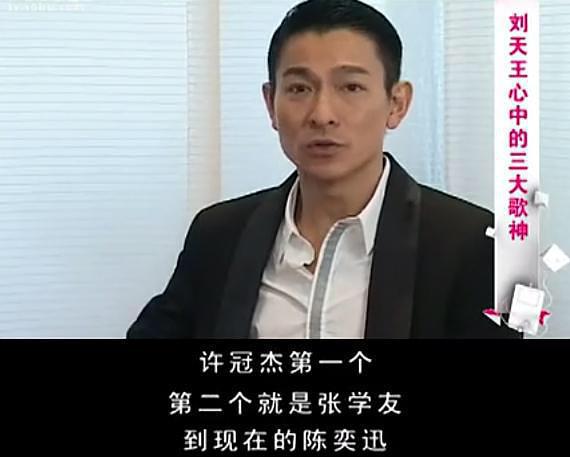 刘天王心中的三大歌神
许冠杰第一个
第二个就是张学友
到现在的陈奕迅